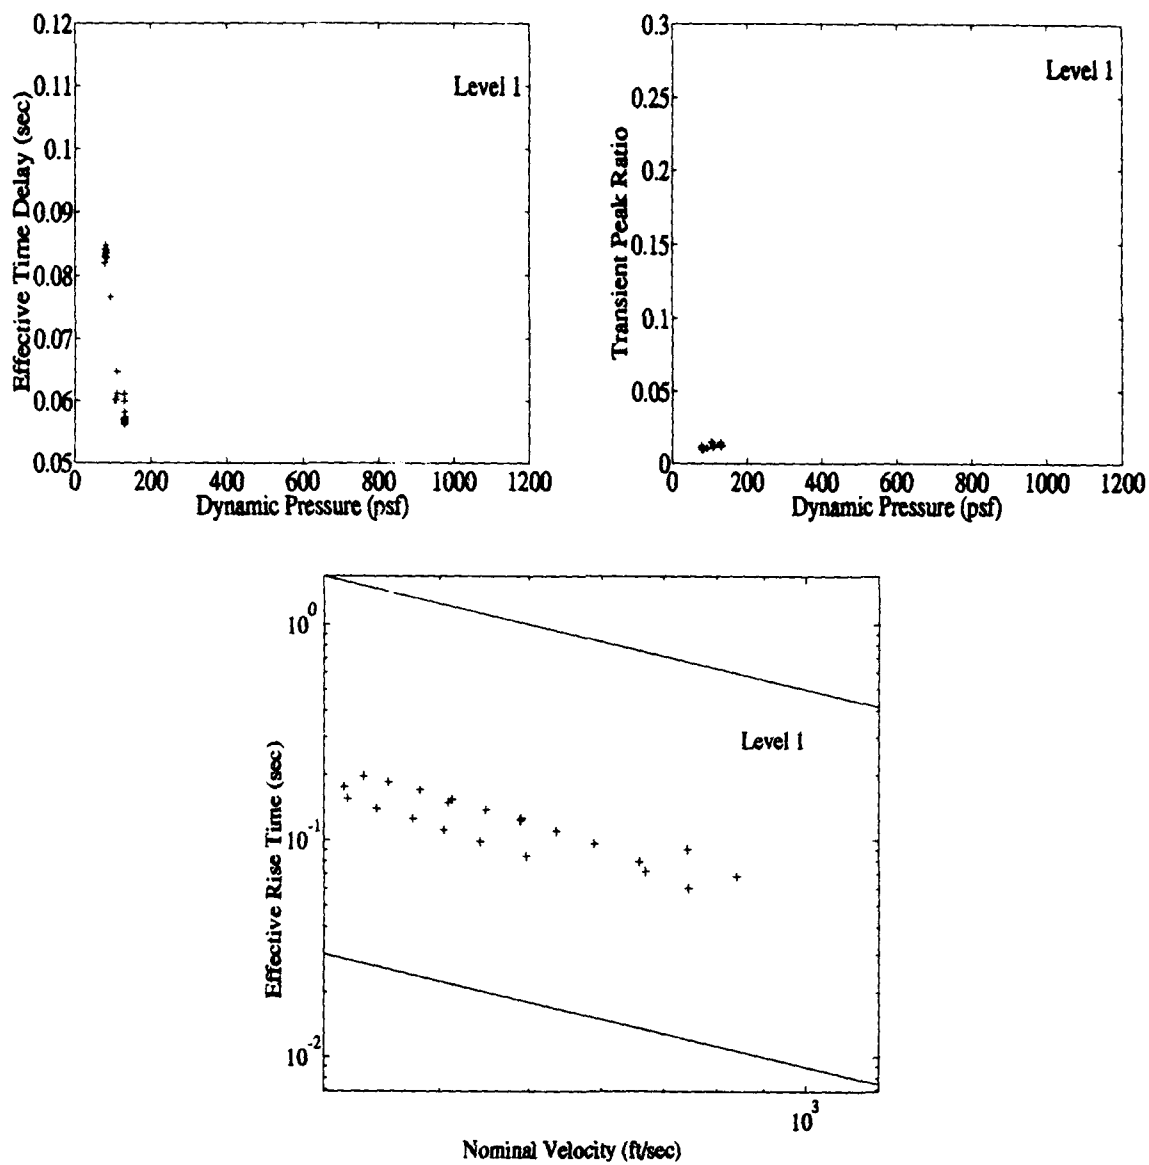 0.12
0.11
0.1
0.09
0.08
0.07
0.06
0.05
Effective Time Delay (sec)
Level 1
0 200 400 600 800 1000 1200
Dynamic Pressure (psf)
0.3
0.25
0.2
0.15
0.1
0.05
0
Transient Peak Ratio
Level 1
0 200 400 600 800 1000 1200
Dynamic Pressure (psf)
10^0
10^-1
10^-2
Effective Rise Time (sec)
Level 1
10^3
Nominal Velocity (ft/sec)